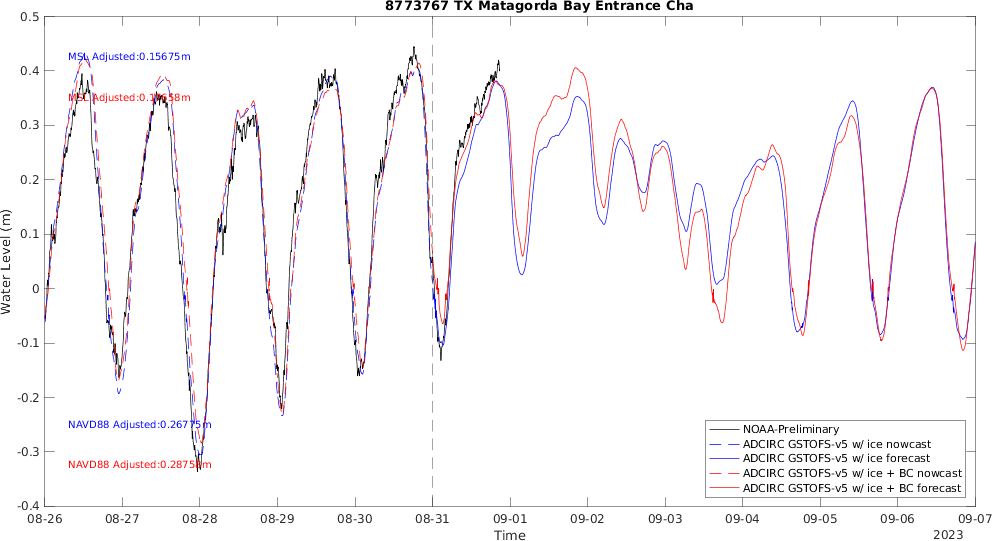 8773767 TX Matagorda Bay Entrance Cha
Water Level (m)
0.5
0.4
0.3
0.2
0.1
0
-0.1
-0.2
-0.3
-0.4
MSL Adjusted:0.15675m
MSL
NAVD88 Adjusted:0.26775m
NAVD88
NOAA-Preliminary
ADCIRC GSTOFS-v5 w/ ice nowcast
ADCIRC GSTOFS-v5 w/ ice forecast
ADCIRC GSTOFS-v5 w/ ice + BC nowcast
ADCIRC GSTOFS-v5 w/ ice + BC forecast
08-26 08-27 08-28 08-29 08-30 08-31 09-01 09-02 09-03 09-04 09-05 09-06 09-07
Time
2023